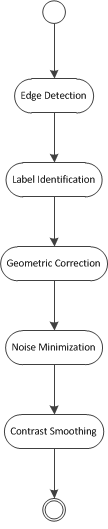 Edge Detection
Label Identification
Geometric Correction
Noise Minimization
Contrast Smoothing